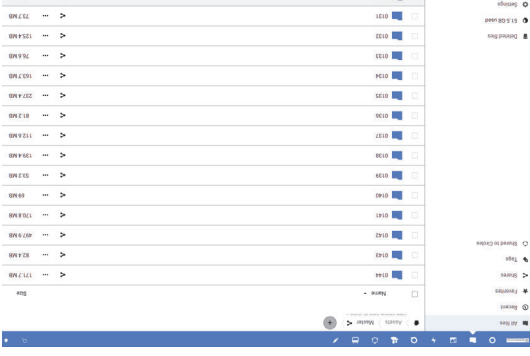 All files
Recent
Favorites
Shares
Tags
Shared to Circles
Deleted files
51.5 GB used
Settings
Assets Master +
Name Size
0144 171.7 MB
0143 82.4 MB
0142 497.9 MB
0141 170.8 MB
0140 69 MB
0139 53.2 MB
0138 139.4 MB
0137 112.6 MB
0136 81.2 MB
0135 237.4 MB
0134 163.7 MB
0133 76.6 MB
0132 125.4 MB
0131 73.7 MB